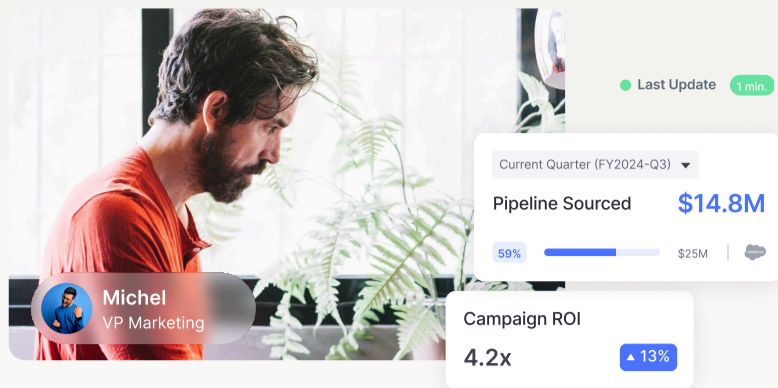 Last Update 1 min.
Current Quarter (FY2024-Q3)
Pipeline Sourced $14.8M
59% $25M
Michel
VP Marketing
Campaign ROI
4.2x 13%